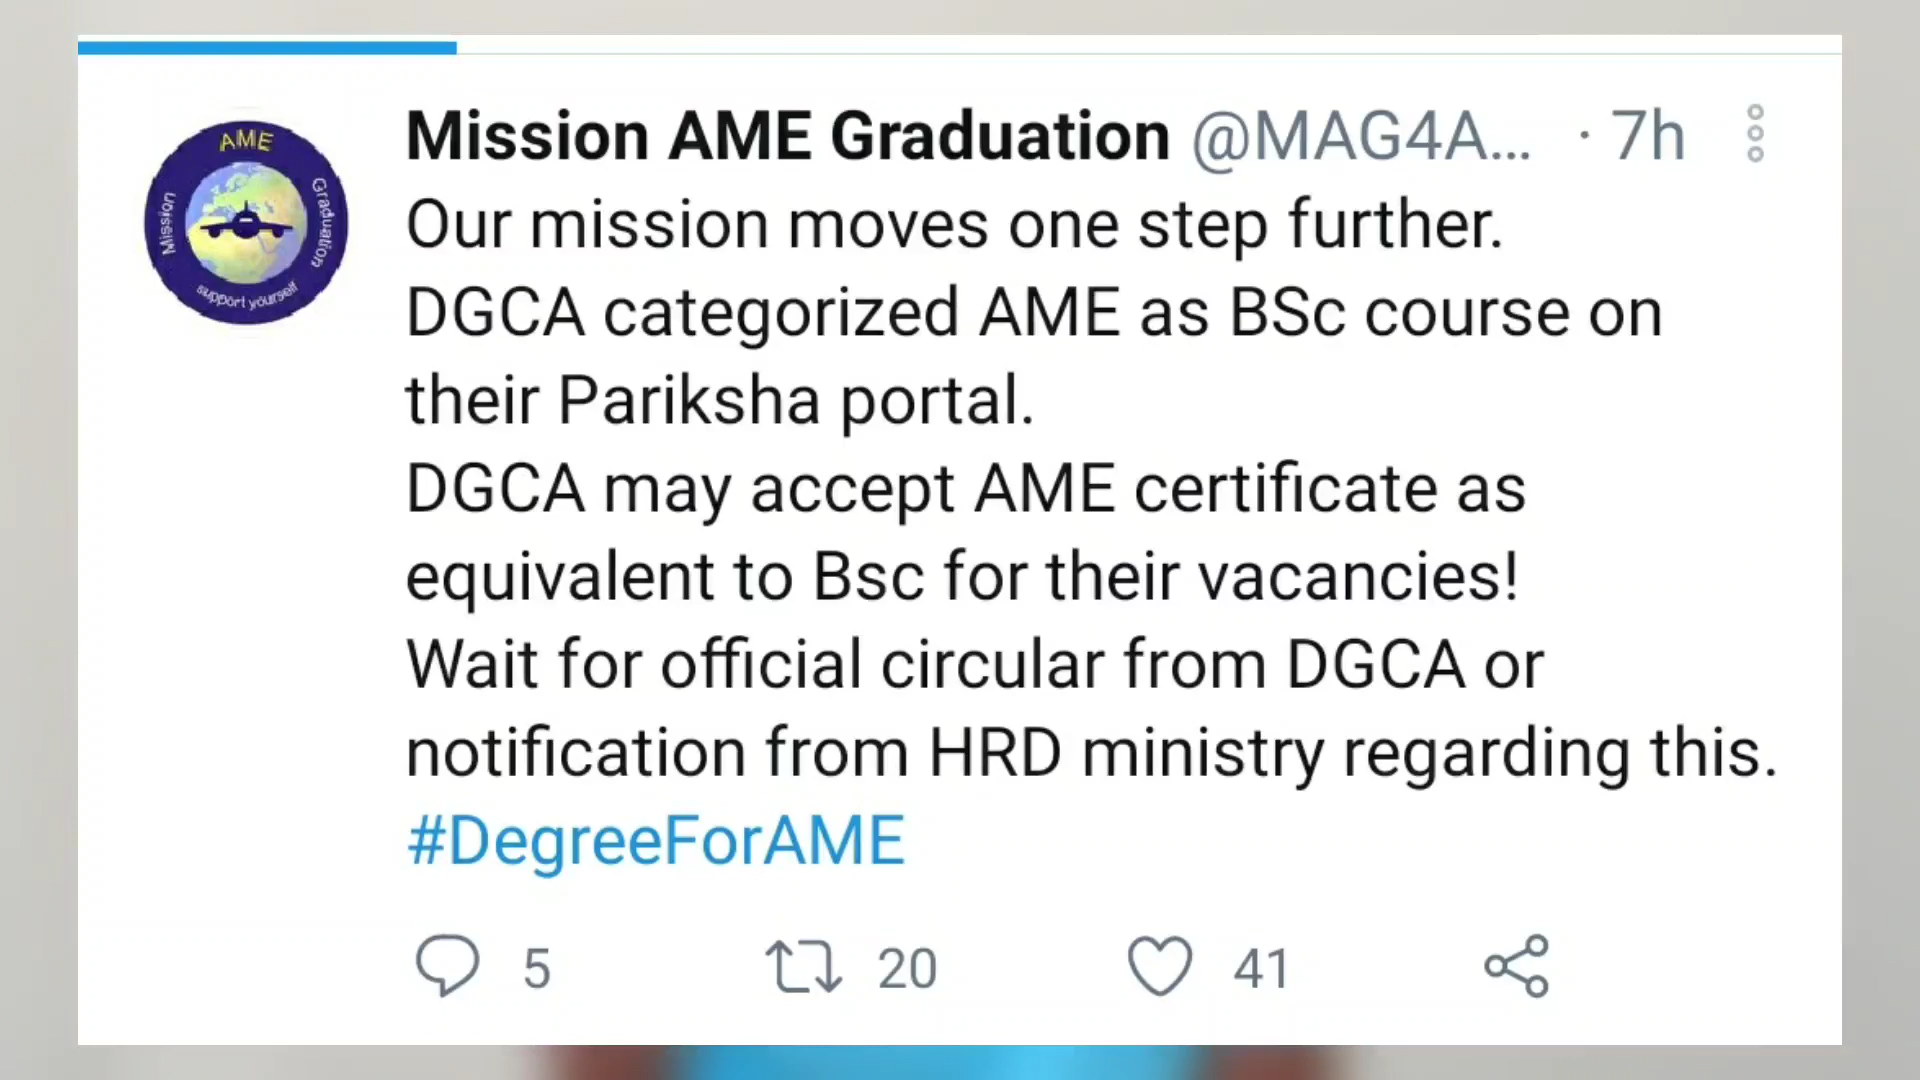 AME
Mission
Graduation
support yourself
Mission AME Graduation @MAG4A... · 7h
Our mission moves one step further.
DGCA categorized AME as BSc course on
their Pariksha portal.
DGCA may accept AME certificate as
equivalent to Bsc for their vacancies!
Wait for official circular from DGCA or
notification from HRD ministry regarding this.
#DegreeForAME
5 20 41